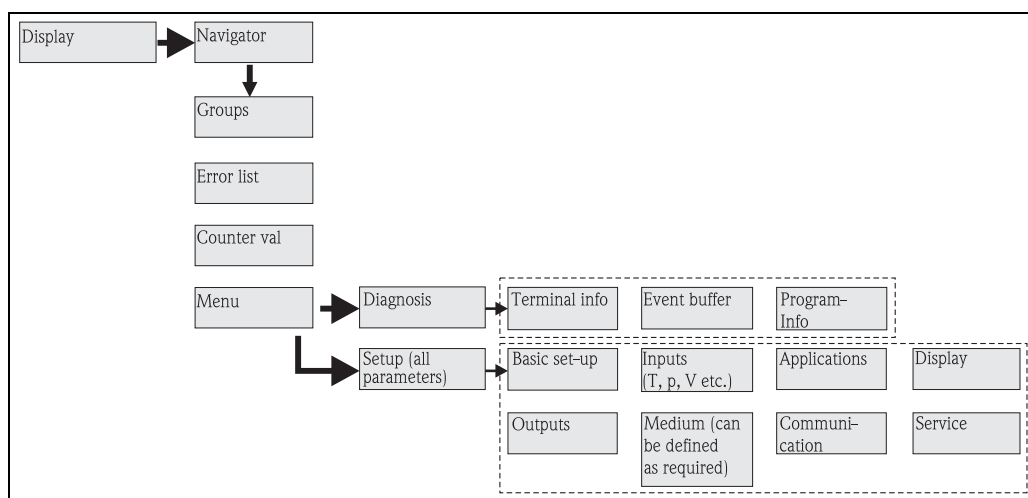 Display
Navigator
Groups
Error list
Counter val
Menu
Diagnosis
Terminal info
Event buffer
Program–
Info
Setup (all
parameters)
Basic set–up
Inputs
(T, p, V etc.)
Applications
Display
Outputs
Medium (can
be defined
as required)
Communi–
cation
Service